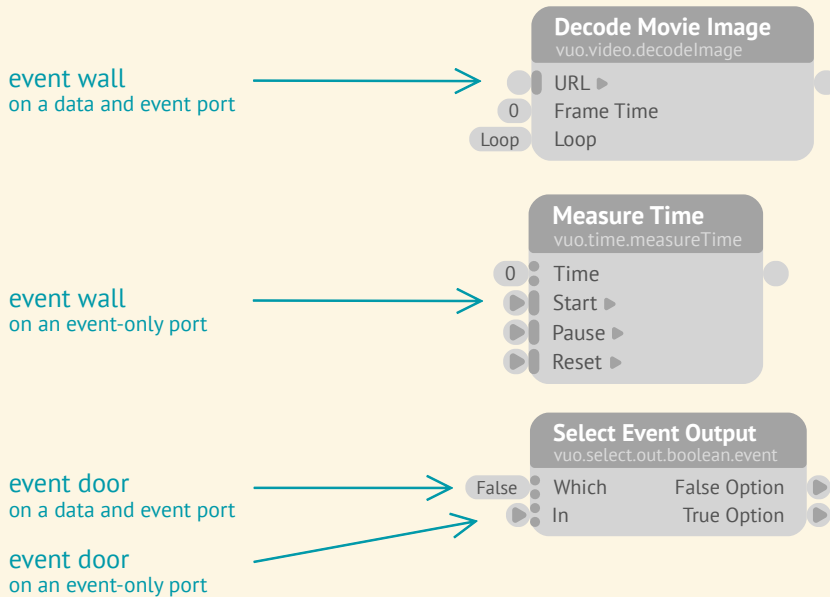 Decode Movie Image
vuo.video.decodeImage
event wall
on a data and event port
URL
0 Frame Time
Loop Loop
Measure Time
vuo.time.measureTime
0 Time
event wall
on an event-only port
Start
Pause
Reset
Select Event Output
vuo.select.out.boolean.event
event door
on a data and event port
False Which False Option
In True Option
event door
on an event-only port